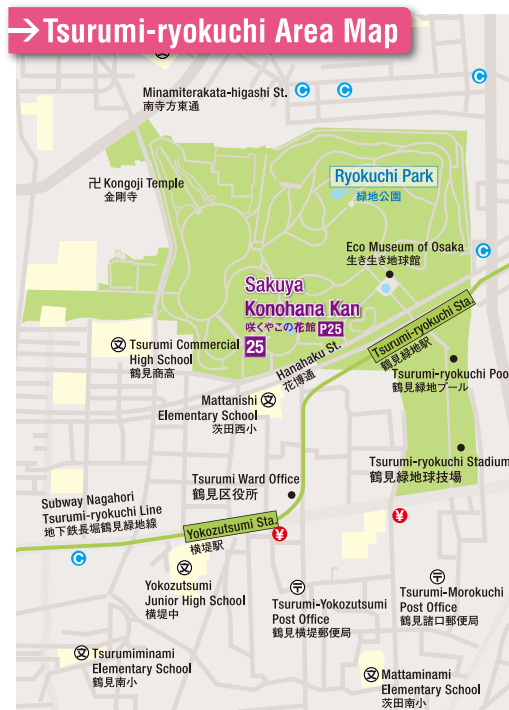 →Tsurumi-ryokuchi Area Map
Minamiterakata-higashi St.
南寺方東通
C
C
C
卍 Kongoji Temple
金剛寺
Ryokuchi Park
緑地公園
Eco Museum of Osaka
生き生き地球館
C
Sakuya
Konohana Kan
咲くやこの花館 P25
25
Tsurumi-ryokuchi Sta.
鶴見緑地駅
Hanahaku St.
花博通
文 Tsurumi Commercial
High School
鶴見商高
Tsurumi-ryokuchi Poo
鶴見緑地プール
Mattanishi 文
Elementary School
茨田西小
Tsurumi-ryokuchi Stadium
鶴見緑地球技場
Tsurumi Ward Office
鶴見区役所
Subway Nagahori
Tsurumi-ryokuchi Line
地下鉄長堀鶴見緑地線
Yokozutsumi Sta.
横堤駅
¥
¥
C
文
Yokozutsumi
Junior High School
横堤中
〒
Tsurumi-Yokozutsumi
Post Office
鶴見横堤郵便局
〒
Tsurumi-Morokuchi
Post Office
鶴見諸口郵便局
文 Tsurumiminami
Elementary School
鶴見南小
文 Mattaminami
Elementary School
茨田南小